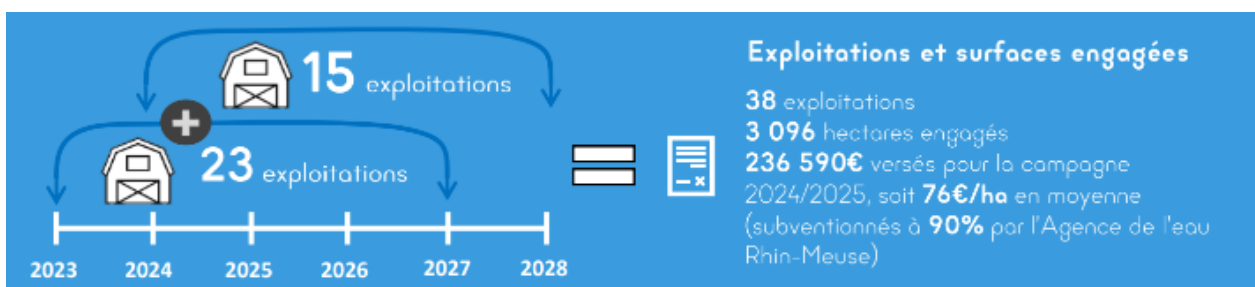 15 exploitations
+
23 exploitations
2023 2024 2025 2026 2027 2028
=
Exploitations et surfaces engagées
38 exploitations
3 096 hectares engagés
236 590€ versés pour la campagne
2024/2025, soit 76€/ha en moyenne
(subventionnés à 90% par l'Agence de l'eau
Rhin-Meuse)